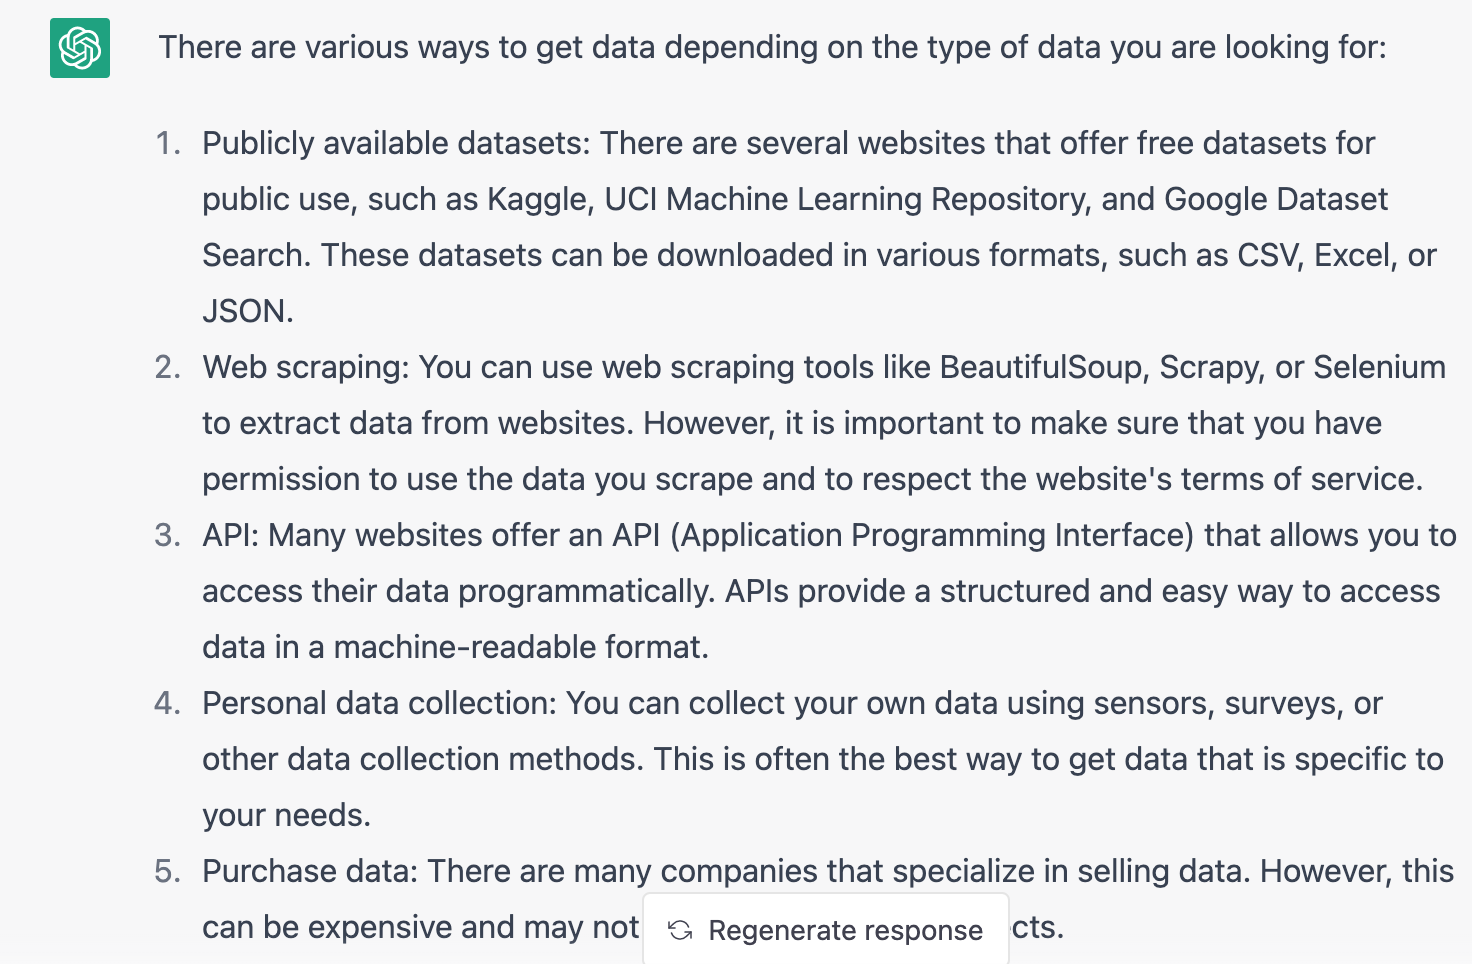 There are various ways to get data depending on the type of data you are looking for:
1. Publicly available datasets: There are several websites that offer free datasets for
public use, such as Kaggle, UCI Machine Learning Repository, and Google Dataset
Search. These datasets can be downloaded in various formats, such as CSV, Excel, or
JSON.
2. Web scraping: You can use web scraping tools like BeautifulSoup, Scrapy, or Selenium
to extract data from websites. However, it is important to make sure that you have
permission to use the data you scrape and to respect the website's terms of service.
3. API: Many websites offer an API (Application Programming Interface) that allows you to
access their data programmatically. APIs provide a structured and easy way to access
data in a machine-readable format.
4. Personal data collection: You can collect your own data using sensors, surveys, or
other data collection methods. This is often the best way to get data that is specific to
your needs.
5. Purchase data: There are many companies that specialize in selling data. However, this
can be expensive and may not cts.
Regenerate response